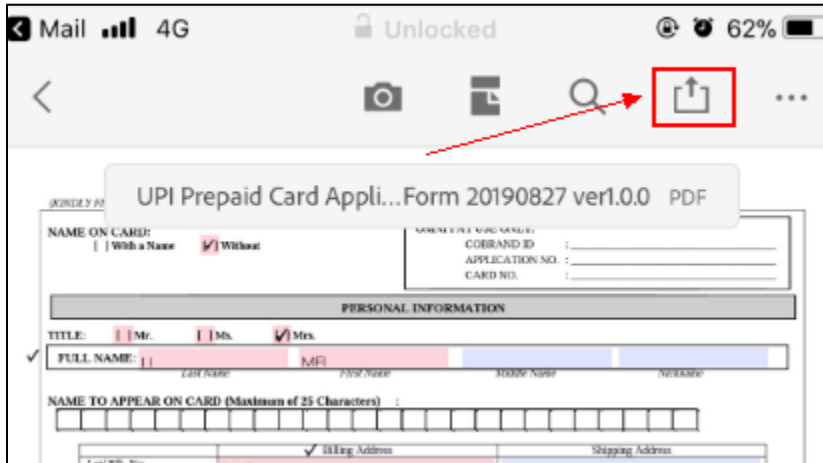 Mail 4G Unlocked 62%
UPI Prepaid Card Appli...Form 20190827 ver1.0.0 PDF
NAME ON CARD:
[ ] With a Name [✓] Without
COBRAND ID :
APPLICATION NO. :
CARD NO. :
PERSONAL INFORMATION
TITLE: [ ] Mr. [ ] Ms. [✓] Mrs.
✓ FULL NAME:
Last Name First Name Middle Name Nickname
NAME TO APPEAR ON CARD (Maximum of 25 Characters) :
✓ Billing Address Shipping Address